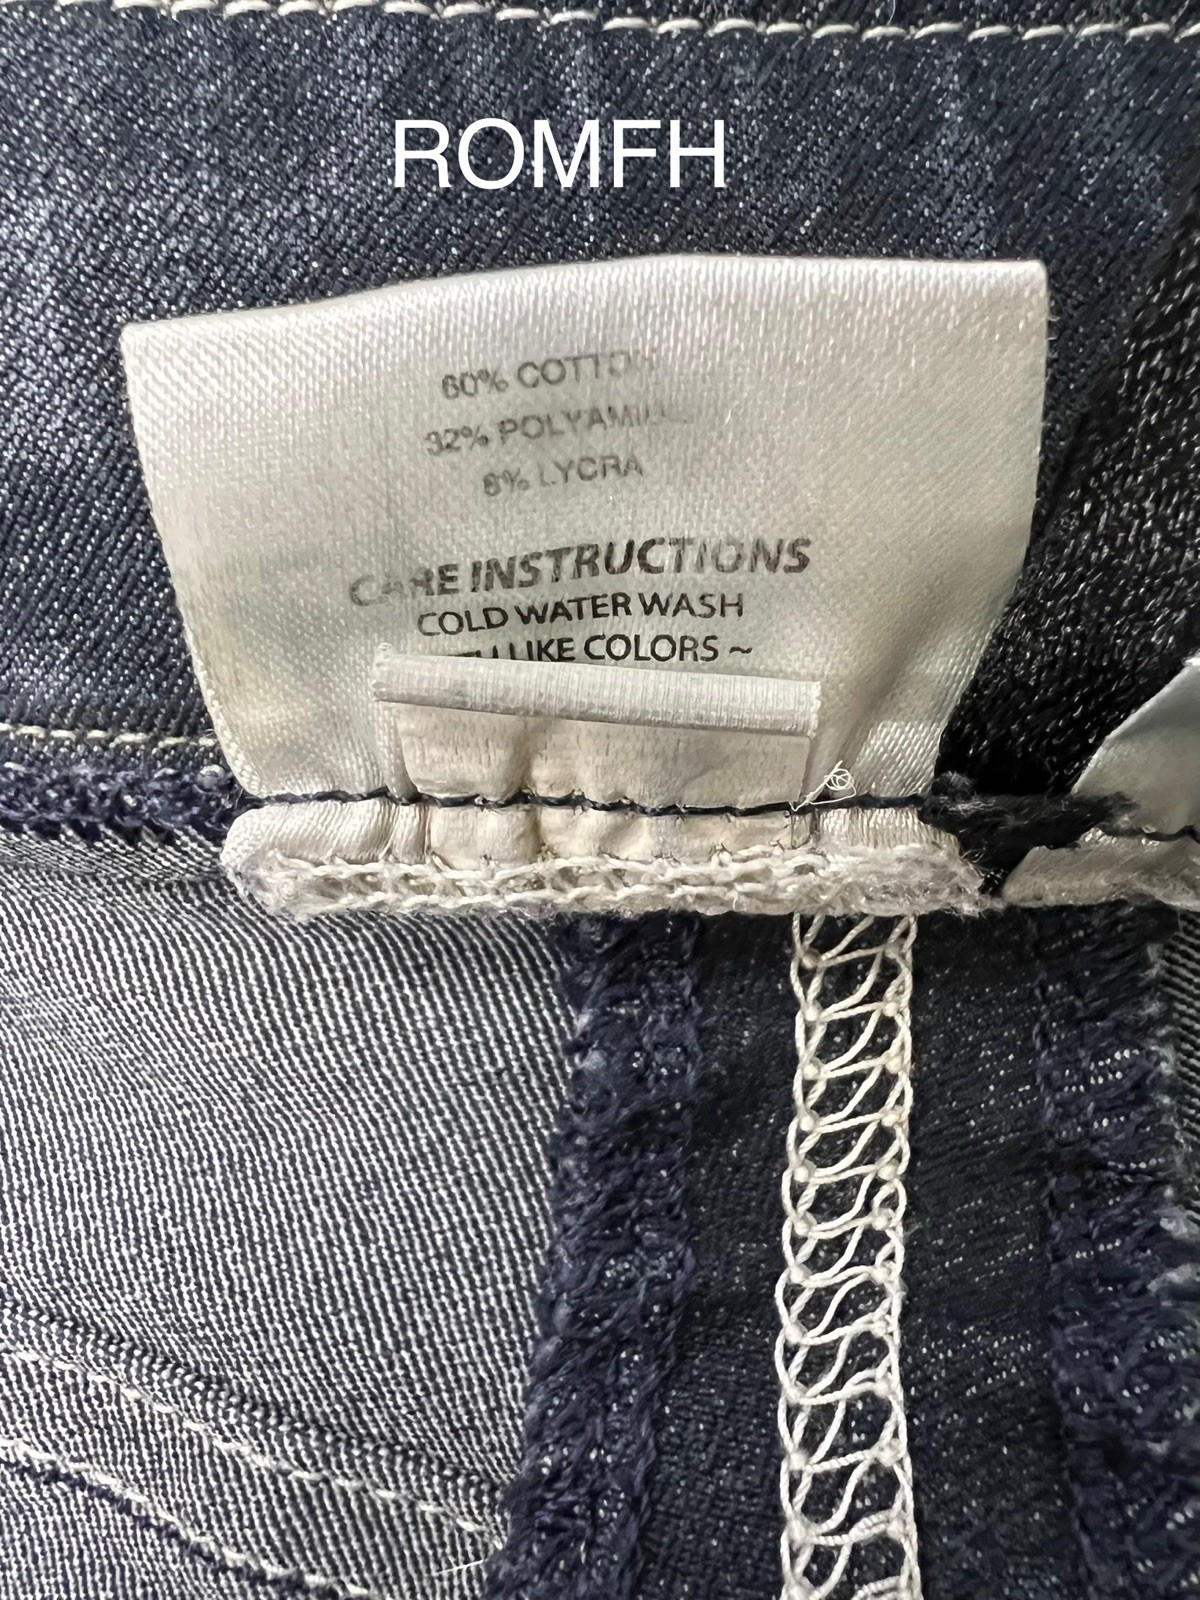 ROMFH
60% COTTON
32% POLYAMIDE
8% LYCRA
CARE INSTRUCTIONS
COLD WATER WASH
LIKE COLORS ~